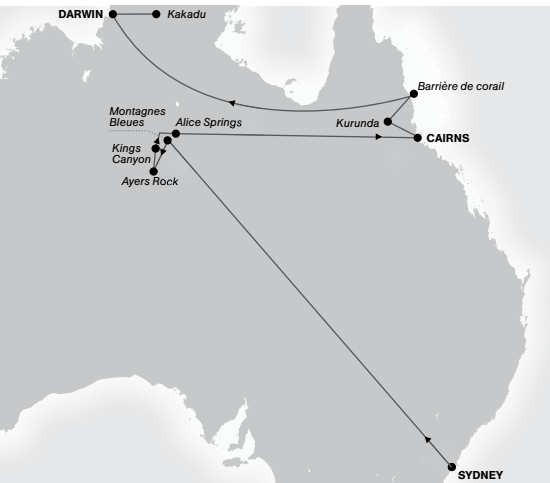 DARWIN
Kakadu
Barrière de corail
Montagnes
Bleues
Alice Springs
Kurunda
CAIRNS
Kings
Canyon
Ayers Rock
SYDNEY